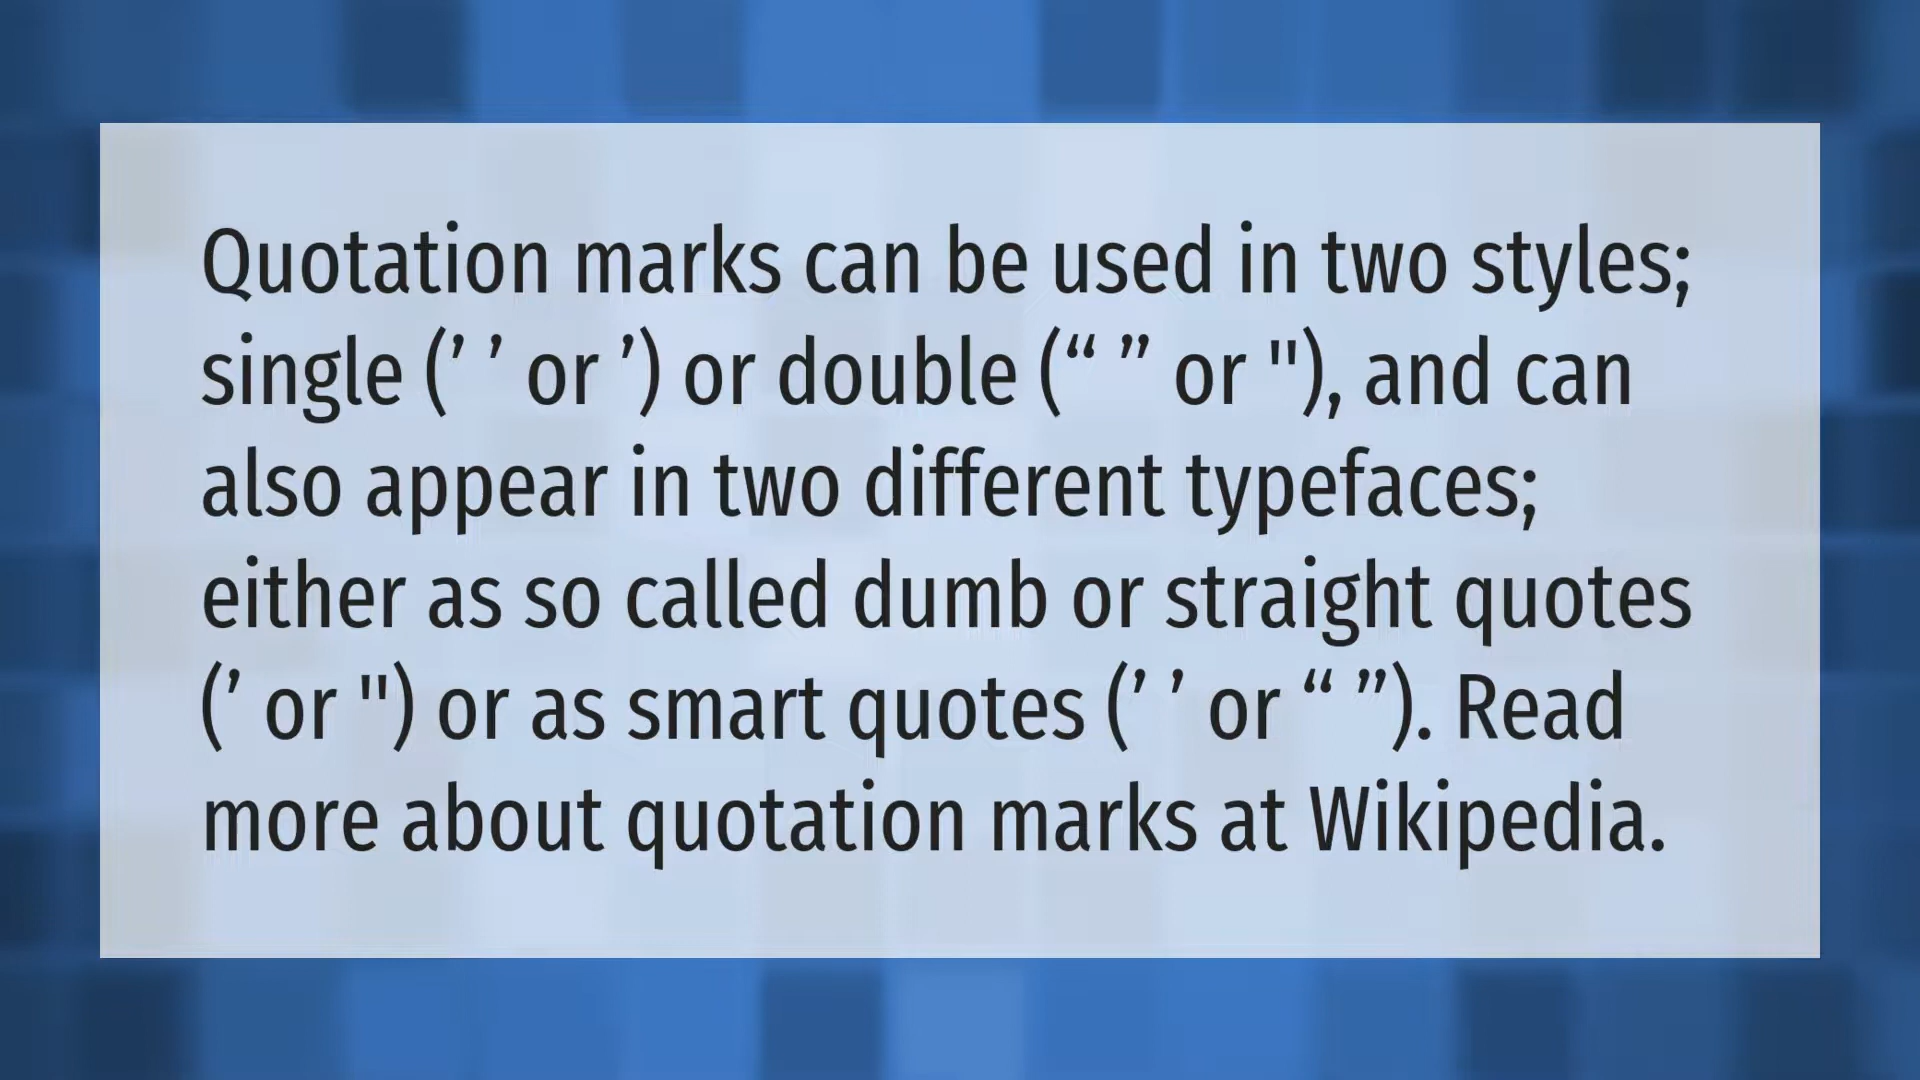 Quotation marks can be used in two styles;
single (’ ’ or ’) or double (“ ” or "), and can
also appear in two different typefaces;
either as so called dumb or straight quotes
(’ or ") or as smart quotes (’ ’ or “ ”). Read
more about quotation marks at Wikipedia.